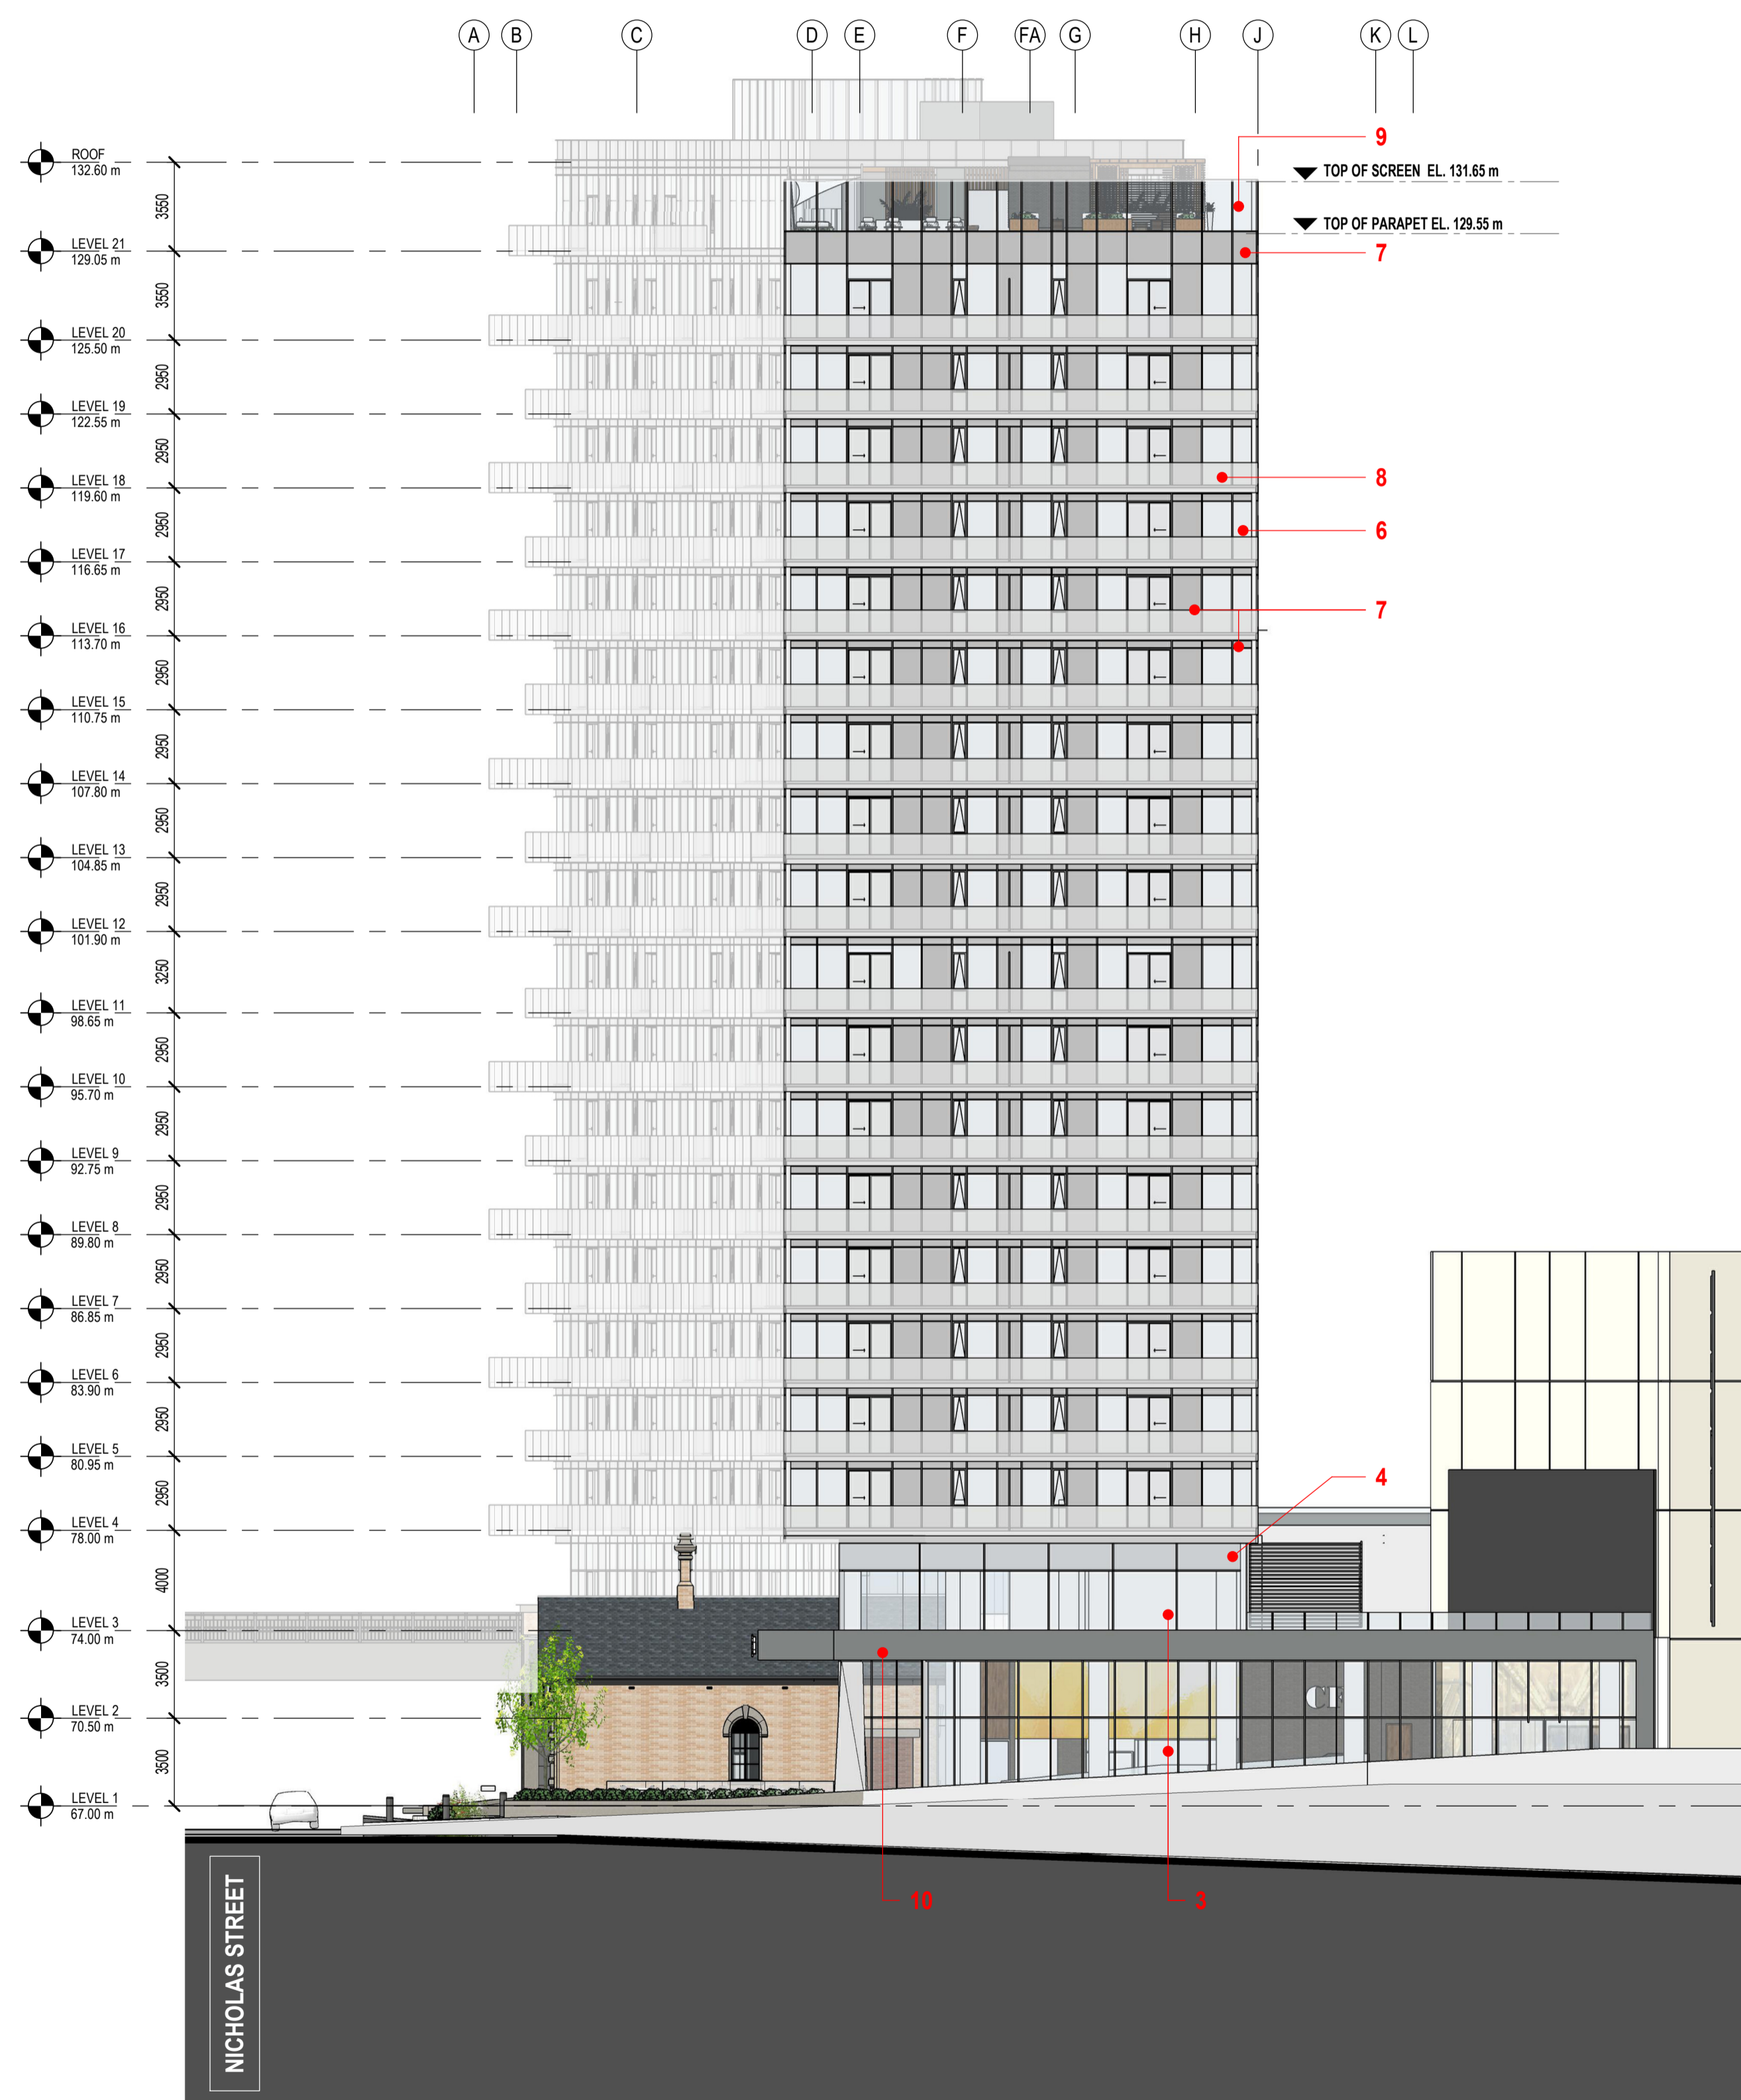 A B C D E F FA G H J K L
ROOF
132.60 m
3550
LEVEL 21
129.05 m
3550
LEVEL 20
125.50 m
2950
LEVEL 19
122.55 m
2950
LEVEL 18
119.60 m
2950
LEVEL 17
116.65 m
2950
LEVEL 16
113.70 m
2950
LEVEL 15
110.75 m
2950
LEVEL 14
107.80 m
2950
LEVEL 13
104.85 m
2950
LEVEL 12
101.90 m
3250
LEVEL 11
98.65 m
2950
LEVEL 10
95.70 m
2950
LEVEL 9
92.75 m
2950
LEVEL 8
89.80 m
2950
LEVEL 7
86.85 m
2950
LEVEL 6
83.90 m
2950
LEVEL 5
80.95 m
2950
LEVEL 4
78.00 m
4000
LEVEL 3
74.00 m
3500
LEVEL 2
70.50 m
3500
LEVEL 1
67.00 m
9
TOP OF SCREEN EL. 131.65 m
TOP OF PARAPET EL. 129.55 m
7
8
6
7
4
10
3
NICHOLAS STREET